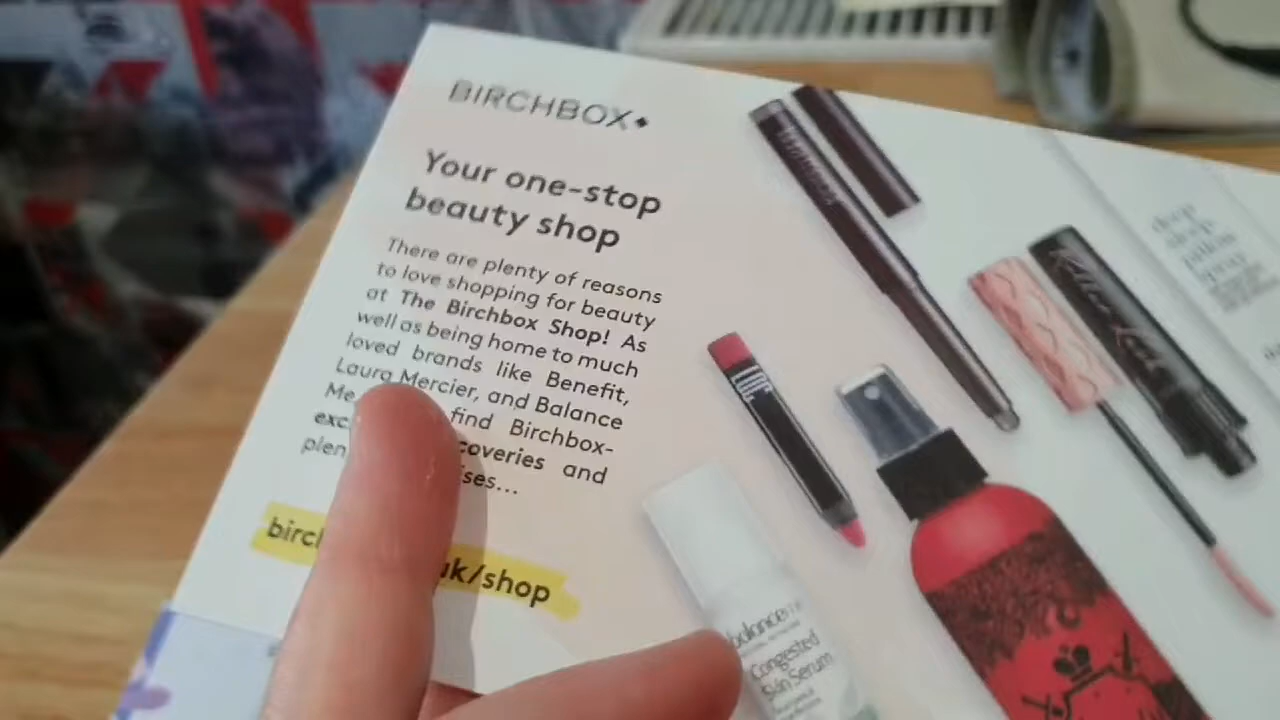 BIRCHBOX
Your one-stop
beauty shop
There are plenty of reasons
to love shopping for beauty
at The Birchbox Shop! As
well as being home to much
loved brands like Benefit,
Laura Mercier, and Balance
Me find Birchbox-
and
uk/shop
balance
Congested
Skin Serum